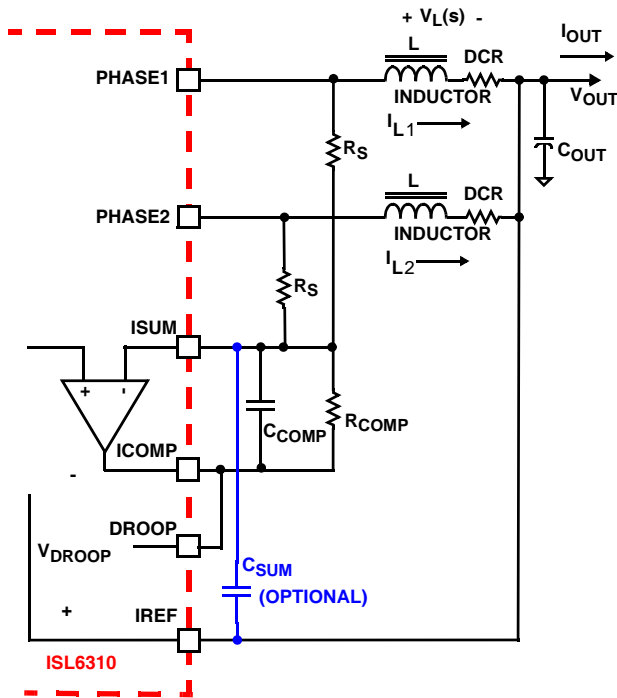 + VL(s) -
L
DCR
IOUT
PHASE1
INDUCTOR
VOUT
IL1
COUT
RS
L
DCR
PHASE2
INDUCTOR
IL2
RS
ISUM
+ -
CCOMP
RCOMP
ICOMP
-
DROOP
VDROOP
CSUM
(OPTIONAL)
+
IREF
ISL6310